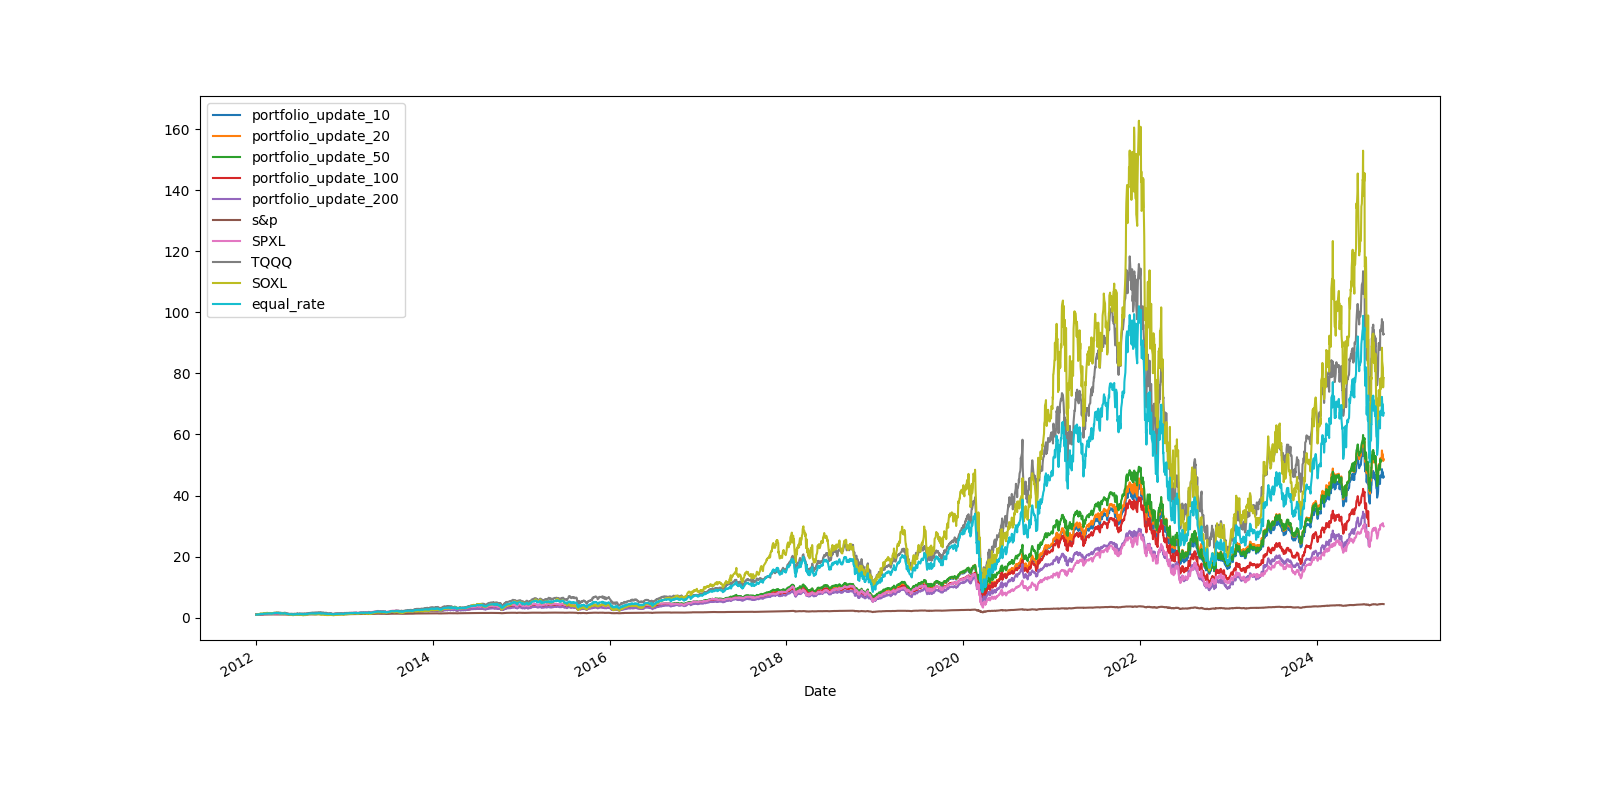 portfolio_update_10
portfolio_update_20
portfolio_update_50
portfolio_update_100
portfolio_update_200
s&p
SPXL
TQQQ
SOXL
equal_rate
160
140
120
100
80
60
40
20
0
2012
2014
2016
2018
2020
2022
2024
Date